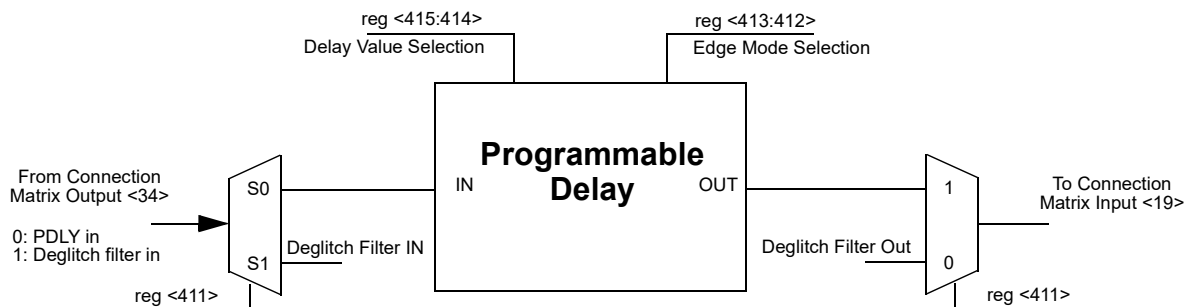 reg <415:414>
Delay Value Selection
reg <413:412>
Edge Mode Selection
Programmable
Delay
IN
OUT
From Connection
Matrix Output <34>
0: PDLY in
1: Deglitch filter in
S0
S1
Deglitch Filter IN
reg <411>
Deglitch Filter Out
1
0
To Connection
Matrix Input <19>
reg <411>